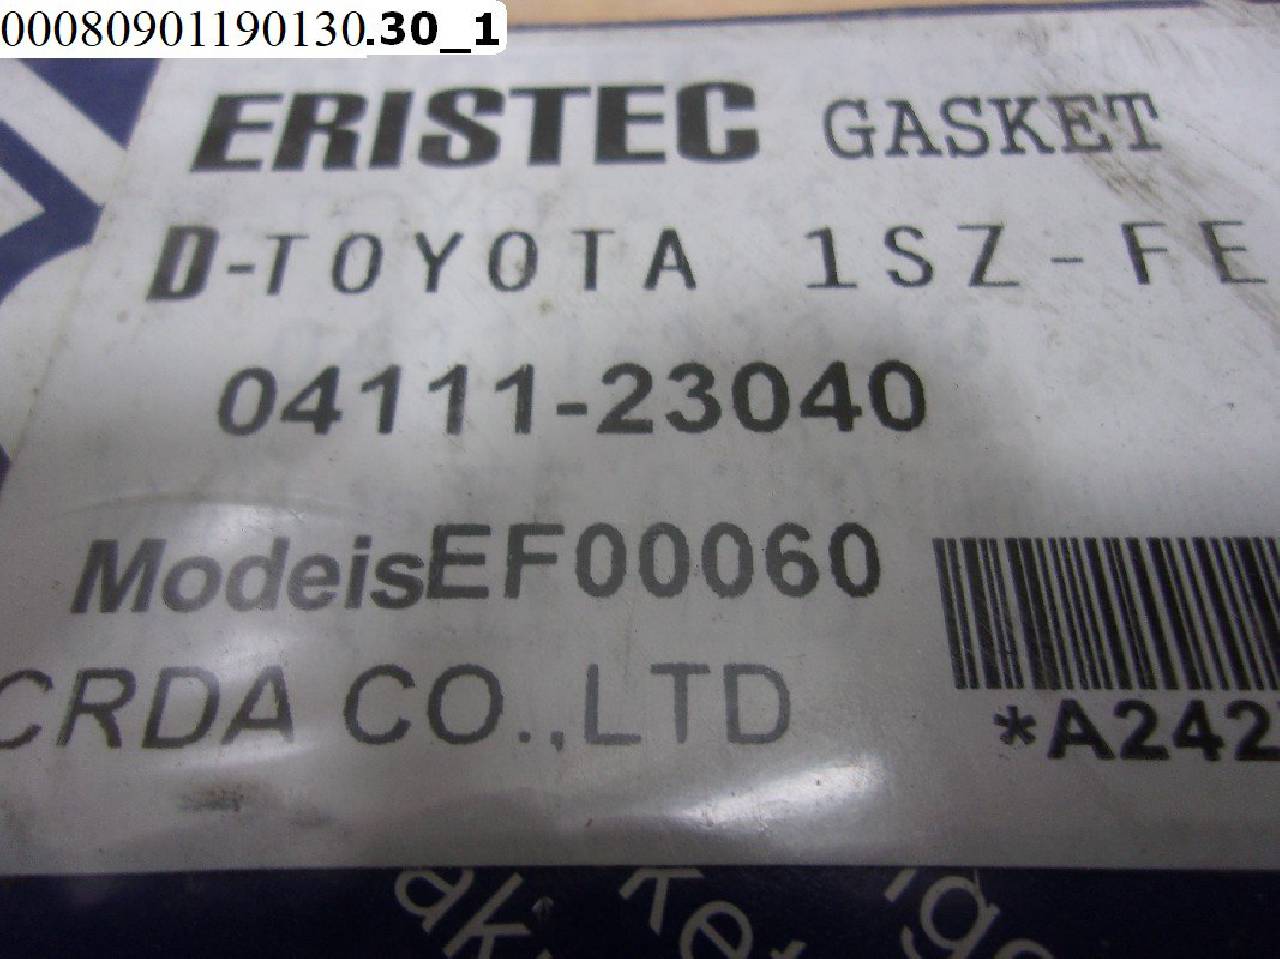 00080901190130.30_1
ERISTEC GASKET
D-TOYOTA 1SZ-FE
04111-23040
ModeisEF00060
CRDA CO.,LTD
*A242